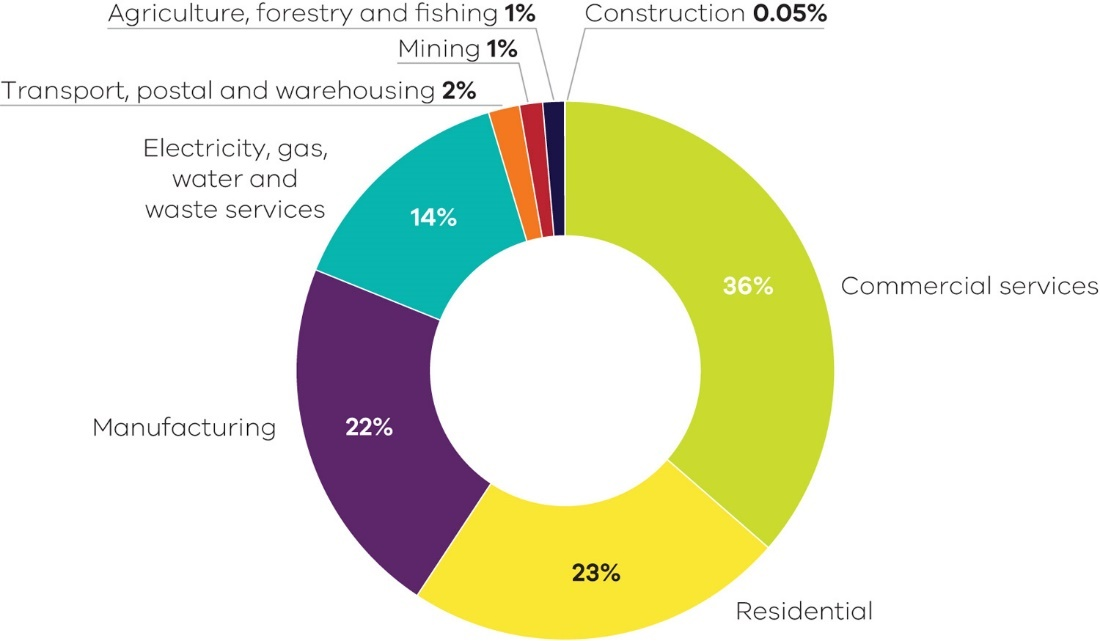 Agriculture, forestry and fishing 1%
Construction 0.05%
Mining 1%
Transport, postal and warehousing 2%
Electricity, gas,
water and
waste services
14%
36%
Commercial services
Manufacturing
22%
23%
Residential